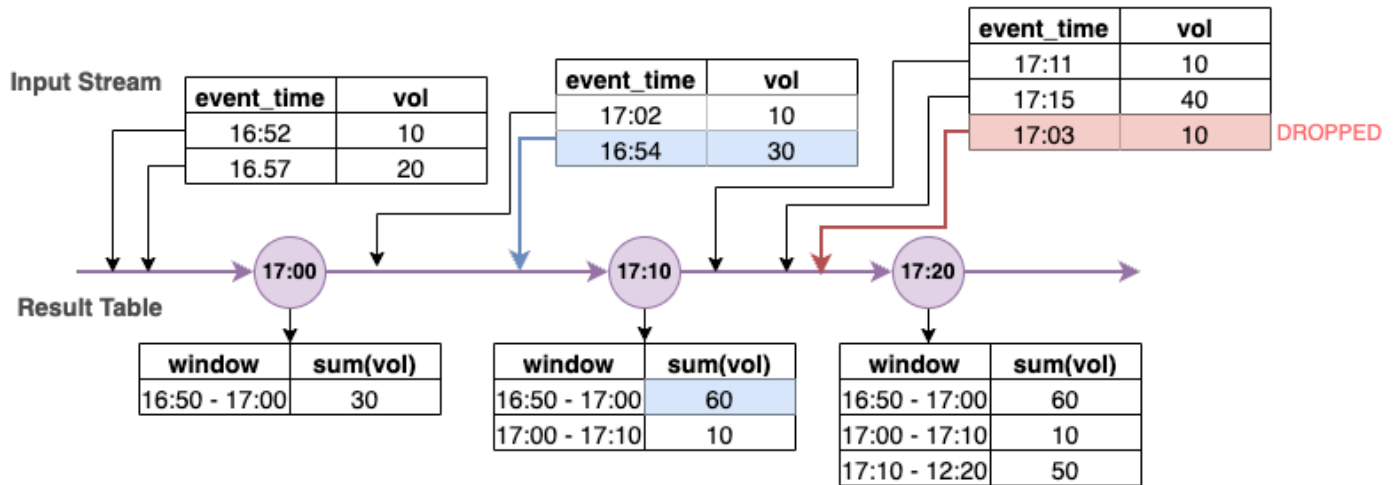 Input Stream
event_time vol
16:52 10
16.57 20
event_time vol
17:02 10
16:54 30
event_time vol
17:11 10
17:15 40
17:03 10 DROPPED
17:00
17:10
17:20
Result Table
window sum(vol)
16:50 - 17:00 30
window sum(vol)
16:50 - 17:00 60
17:00 - 17:10 10
window sum(vol)
16:50 - 17:00 60
17:00 - 17:10 10
17:10 - 12:20 50